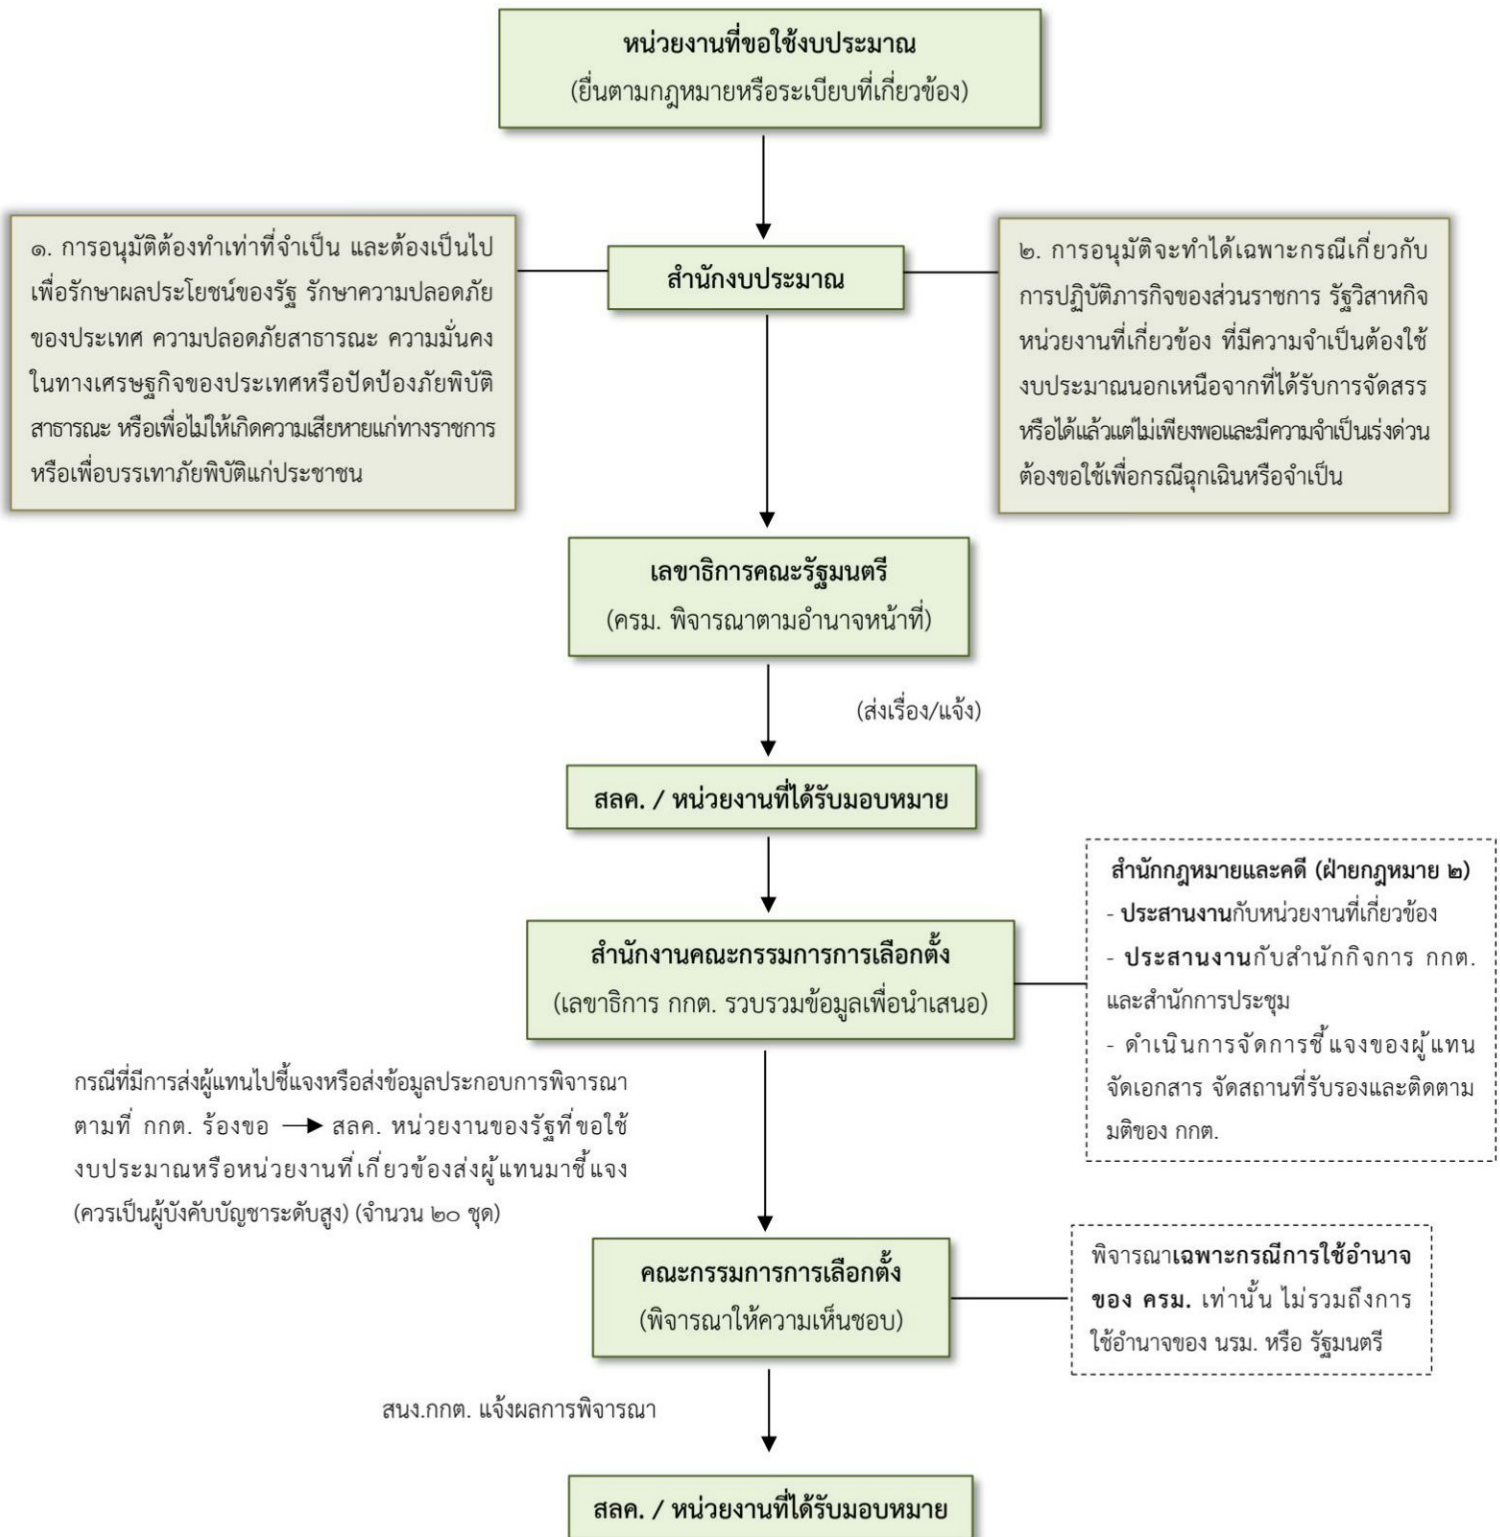 หน่วยงานที่ขอใช้งบประมาณ
(ยื่นตามกฎหมายหรือระเบียบที่เกี่ยวข้อง)
๑. การอนุมัติต้องทำเท่าที่จำเป็น และต้องเป็นไป
เพื่อรักษาผลประโยชน์ของรัฐ รักษาความปลอดภัย
ของประเทศ ความปลอดภัยสาธารณะ ความมั่นคง
ในทางเศรษฐกิจของประเทศหรือปัดป้องภัยพิบัติ
สาธารณะ หรือเพื่อไม่ให้เกิดความเสียหายแก่ทางราชการ
หรือเพื่อบรรเทาภัยพิบัติแก่ประชาชน
สำนักงบประมาณ
๒. การอนุมัติจะทำได้เฉพาะกรณีเกี่ยวกับ
การปฏิบัติภารกิจของส่วนราชการ รัฐวิสาหกิจ
หน่วยงานที่เกี่ยวข้อง ที่มีความจำเป็นต้องใช้
งบประมาณนอกเหนือจากที่ได้รับการจัดสรร
หรือได้แล้วแต่ไม่เพียงพอและมีความจำเป็นเร่งด่วน
ต้องขอใช้เพื่อกรณีฉุกเฉินหรือจำเป็น
เลขาธิการคณะรัฐมนตรี
(ครม. พิจารณาตามอำนาจหน้าที่)
(ส่งเรื่อง/แจ้ง)
สลค. / หน่วยงานที่ได้รับมอบหมาย
สำนักงานคณะกรรมการการเลือกตั้ง
(เลขาธิการ กกต. รวบรวมข้อมูลเพื่อนำเสนอ)
สำนักกฎหมายและคดี (ฝ่ายกฎหมาย ๒)
- ประสานงานกับหน่วยงานที่เกี่ยวข้อง
- ประสานงานกับสำนักกิจการ กกต.
และสำนักการประชุม
- ดำเนินการจัดการชี้แจงของผู้แทน
จัดเอกสาร จัดสถานที่รับรองและติดตาม
มติของ กกต.
กรณีที่มีการส่งผู้แทนไปชี้แจงหรือส่งข้อมูลประกอบการพิจารณา
ตามที่ กกต. ร้องขอ → สลค. หน่วยงานของรัฐที่ขอใช้
งบประมาณหรือหน่วยงานที่เกี่ยวข้องส่งผู้แทนมาชี้แจง
(ควรเป็นผู้บังคับบัญชาระดับสูง) (จำนวน ๒๐ ชุด)
คณะกรรมการการเลือกตั้ง
(พิจารณาให้ความเห็นชอบ)
พิจารณาเฉพาะกรณีการใช้อำนาจ
ของ ครม. เท่านั้น ไม่รวมถึงการ
ใช้อำนาจของ นรม. หรือ รัฐมนตรี
สนง.กกต. แจ้งผลการพิจารณา
สลค. / หน่วยงานที่ได้รับมอบหมาย